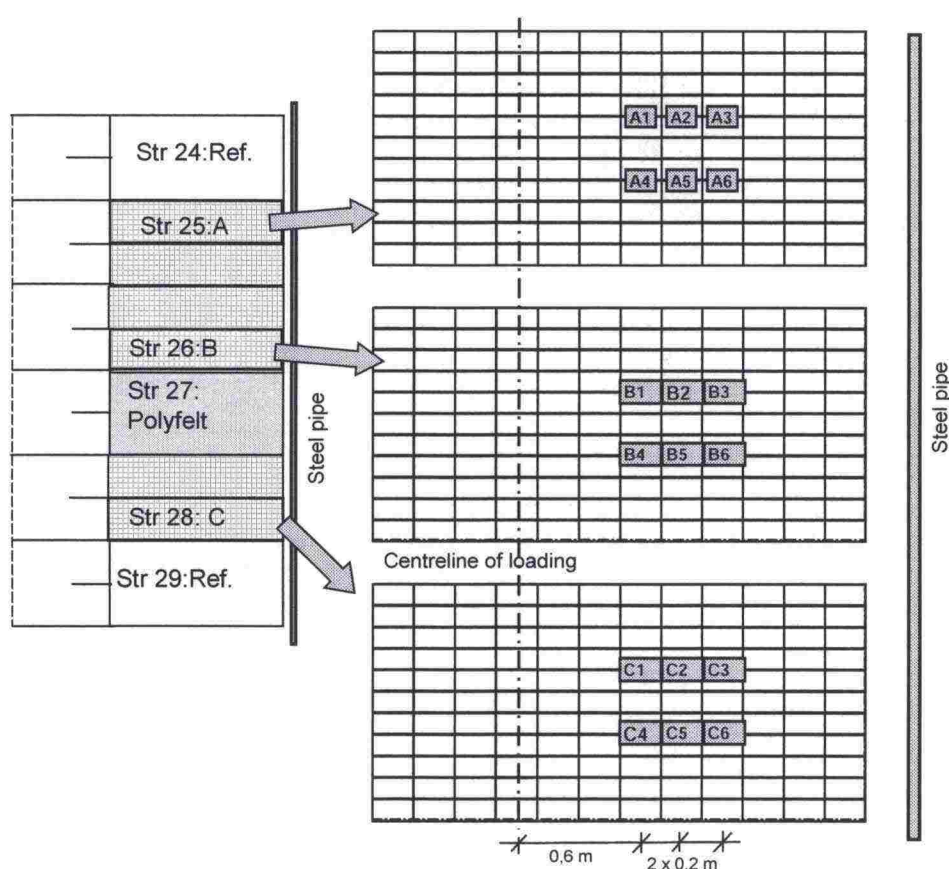 Str 24:Ref.
Str 25:A
Str 26:B
Str 27:
Polyfelt
Str 28: C
Str 29:Ref.
Steel pipe
A1 A2 A3
A4 A5 A6
B1 B2 B3
B4 B5 B6
Centreline of loading
C1 C2 C3
C4 C5 C6
0,6 m
2 x 0,2 m
Steel pipe